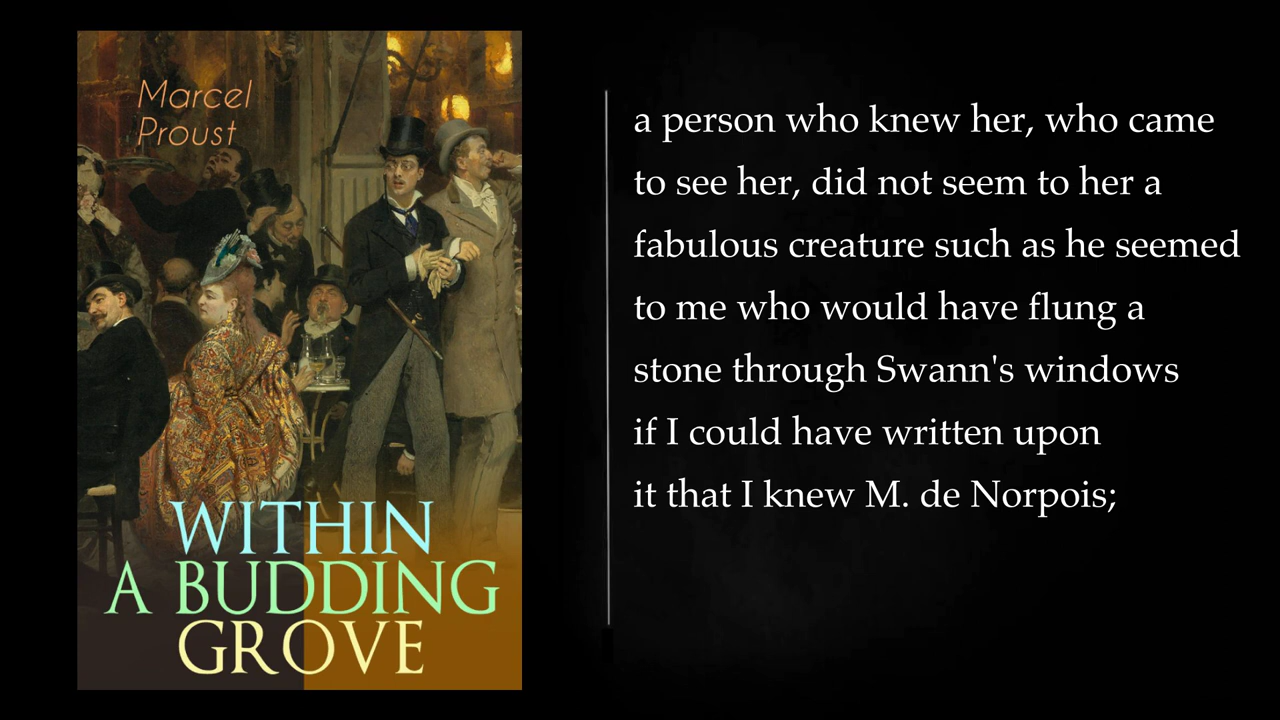 Marcel
Proust
WITHIN
A BUDDING
GROVE
a person who knew her, who came
to see her, did not seem to her a
fabulous creature such as he seemed
to me who would have flung a
stone through Swann's windows
if I could have written upon
it that I knew M. de Norpois;